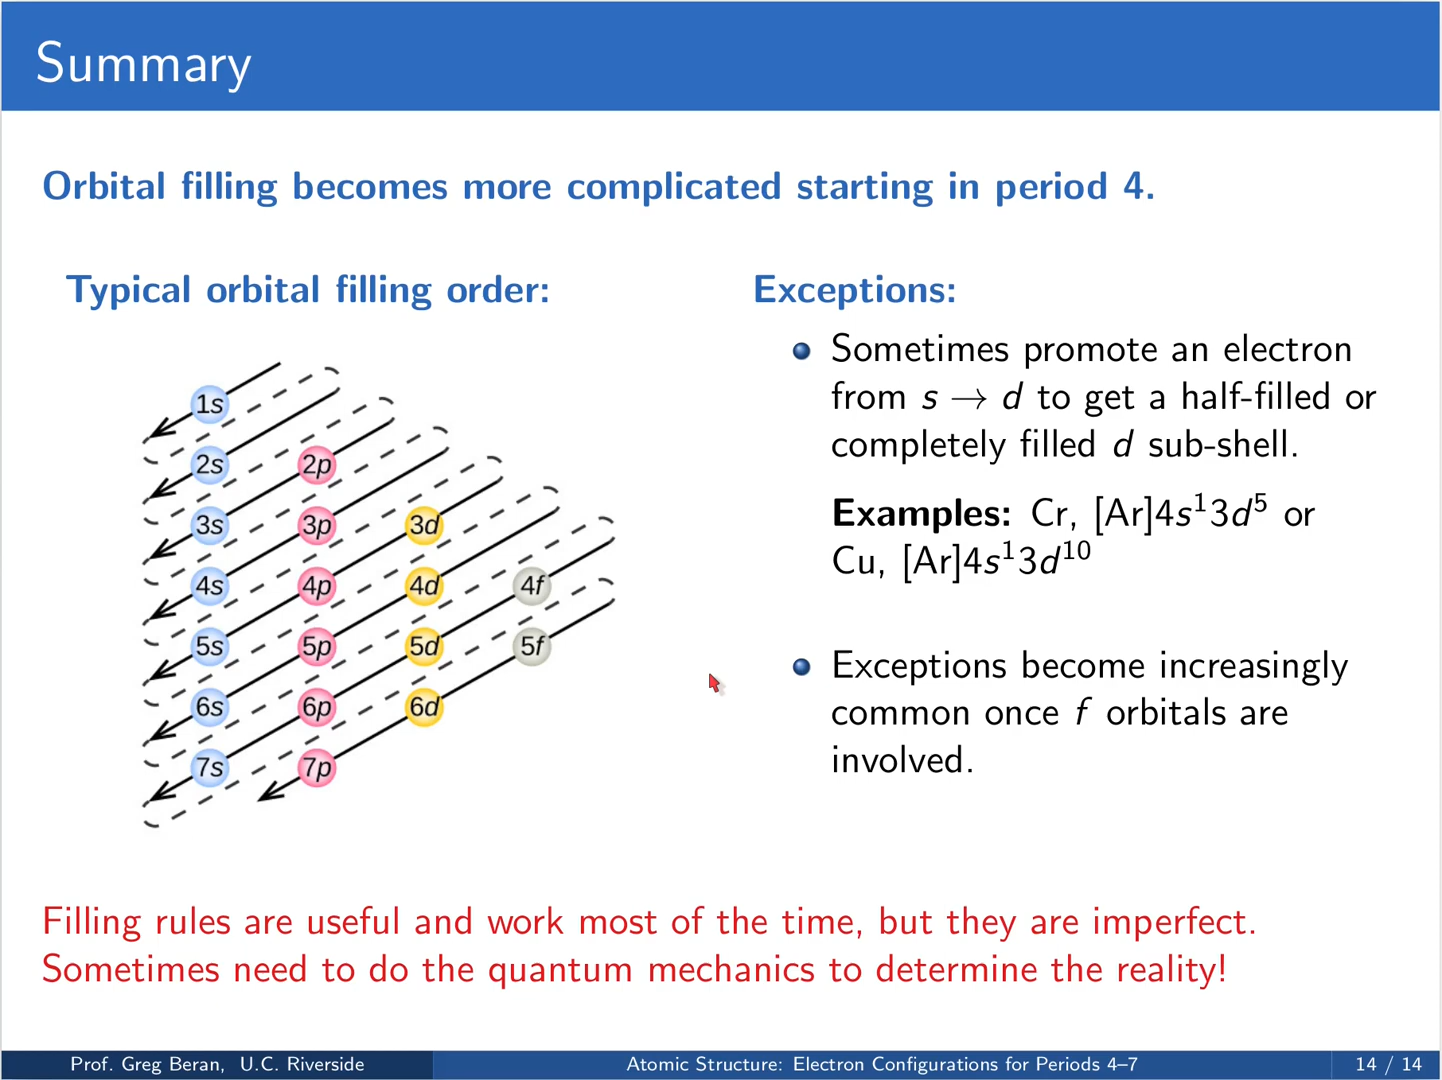 Summary
Orbital filling becomes more complicated starting in period 4.
Typical orbital filling order:
1s
2s 2p
3s 3p 3d
4s 4p 4d 4f
5s 5p 5d 5f
6s 6p 6d
7s 7p
Exceptions:
Sometimes promote an electron
from s → d to get a half-filled or
completely filled d sub-shell.
Examples: Cr, [Ar]4s¹3d⁵ or
Cu, [Ar]4s¹3d¹⁰
Exceptions become increasingly
common once f orbitals are
involved.
Filling rules are useful and work most of the time, but they are imperfect.
Sometimes need to do the quantum mechanics to determine the reality!
Prof. Greg Beran, U.C. Riverside
Atomic Structure: Electron Configurations for Periods 4–7
14 / 14